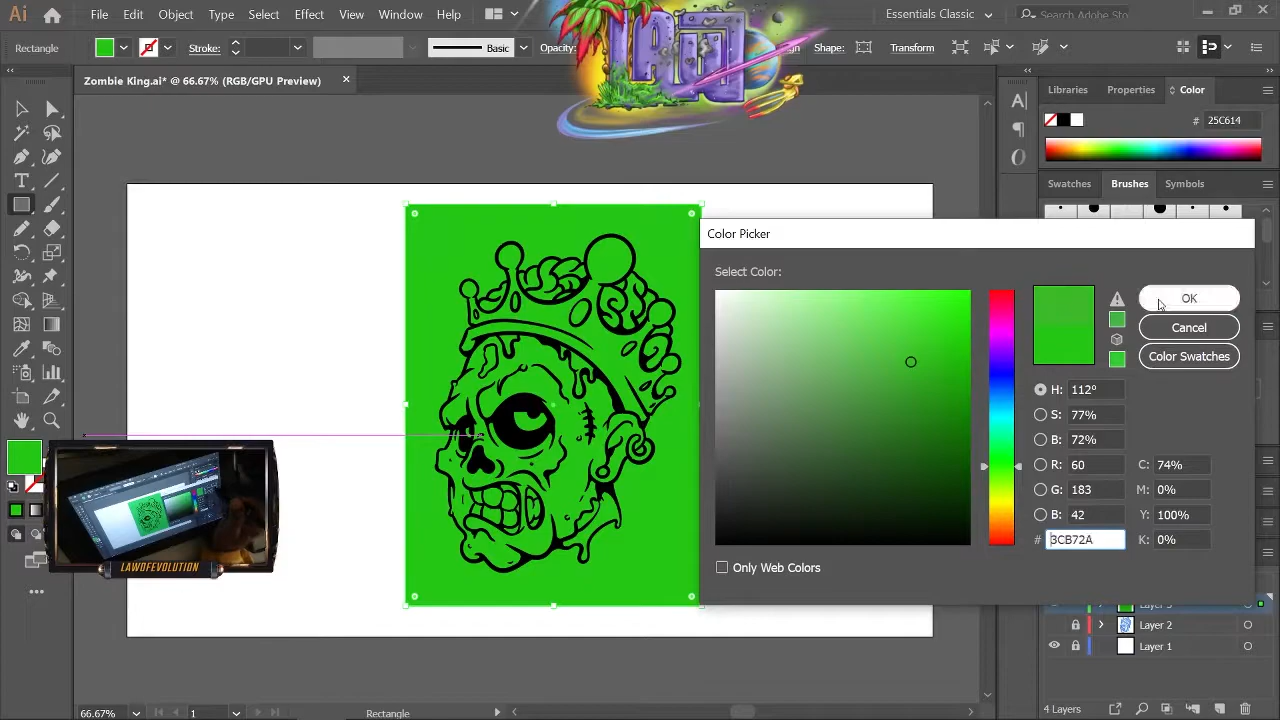 Ai File Edit Object Type Select Effect View Window Help Essentials Classic Search Adobe Sto
Rectangle Stroke: Basic Opacity: Shape: Transform
Zombie King.ai* @ 66.67% (RGB/GPU Preview)
Libraries Properties Color
# 25C614
Swatches Brushes Symbols
Color Picker
Select Color:
OK
Cancel
Color Swatches
H: 112°
S: 77%
B: 72%
R: 60 C: 74%
G: 183 M: 0%
B: 42 Y: 100%
# 3CB72A K: 0%
Only Web Colors
LAWOFEVOLUTION
Layer 2
Layer 1
66.67% 1 Rectangle 4 Layers